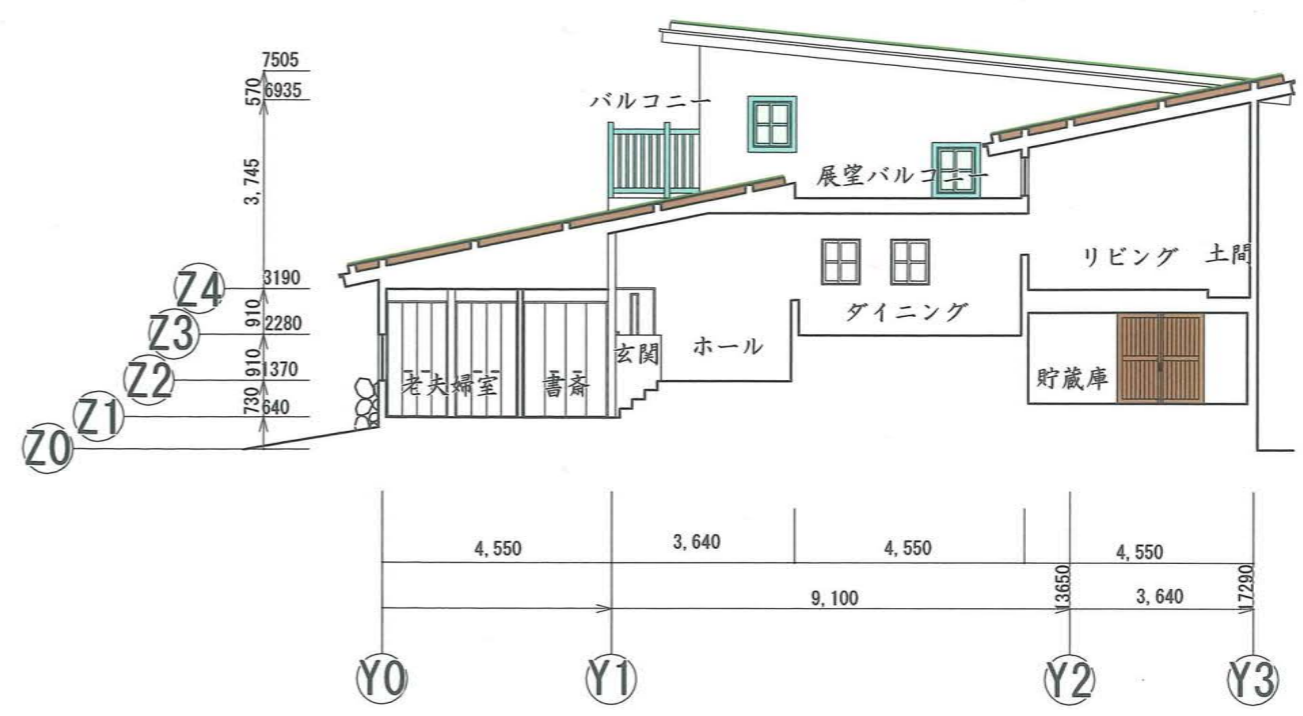 7505
570
6935
バルコニー
3,745
展望バルコニー
リビング
土間
Z4
3190
910
Z3
2280
ダイニング
ホール
玄関
910
Z2
1370
老夫婦室
書斎
貯蔵庫
730
Z1
640
Z0
4,550
3,640
4,550
4,550
9,100
13650
3,640
17290
Y0
Y1
Y2
Y3